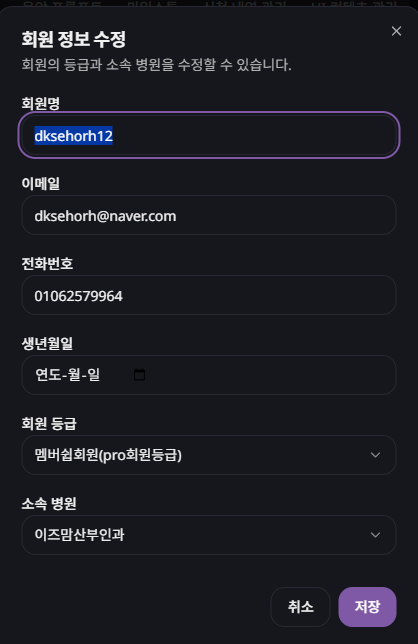 회원 정보 수정
회원의 등급과 소속 병원을 수정할 수 있습니다.
회원명
dksehorh12
이메일
dksehorh@naver.com
전화번호
01062579964
생년월일
연도-월-일
회원 등급
멤버쉽회원(pro회원등급)
소속 병원
이즈맘산부인과
취소 저장